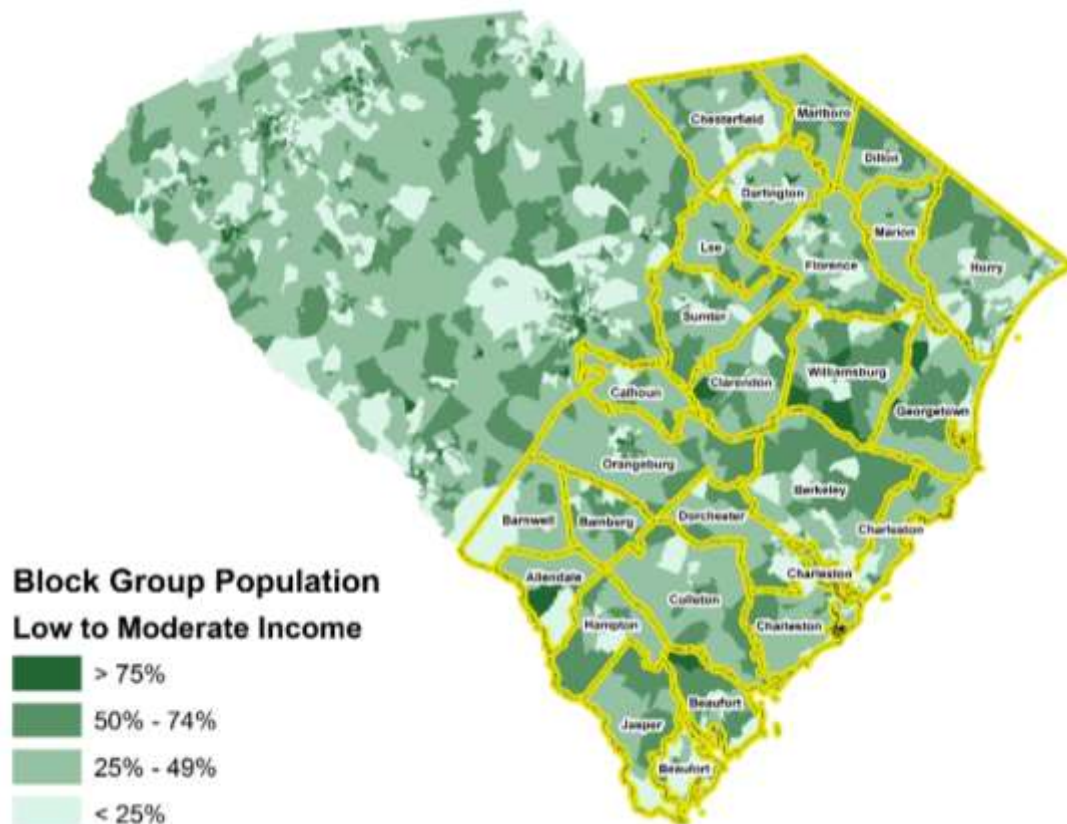 Chesterfield
Marlboro
Dillon
Darlington
Marion
Lee
Florence
Horry
Sumter
Williamsburg
Clarendon
Calhoun
Georgetown
Orangeburg
Berkeley
Barnwell
Bamberg
Dorchester
Charleston
Charleston
Allendale
Colleton
Hampton
Charleston
Beaufort
Jasper
Beaufort
Block Group Population
Low to Moderate Income
> 75%
50% - 74%
25% - 49%
< 25%